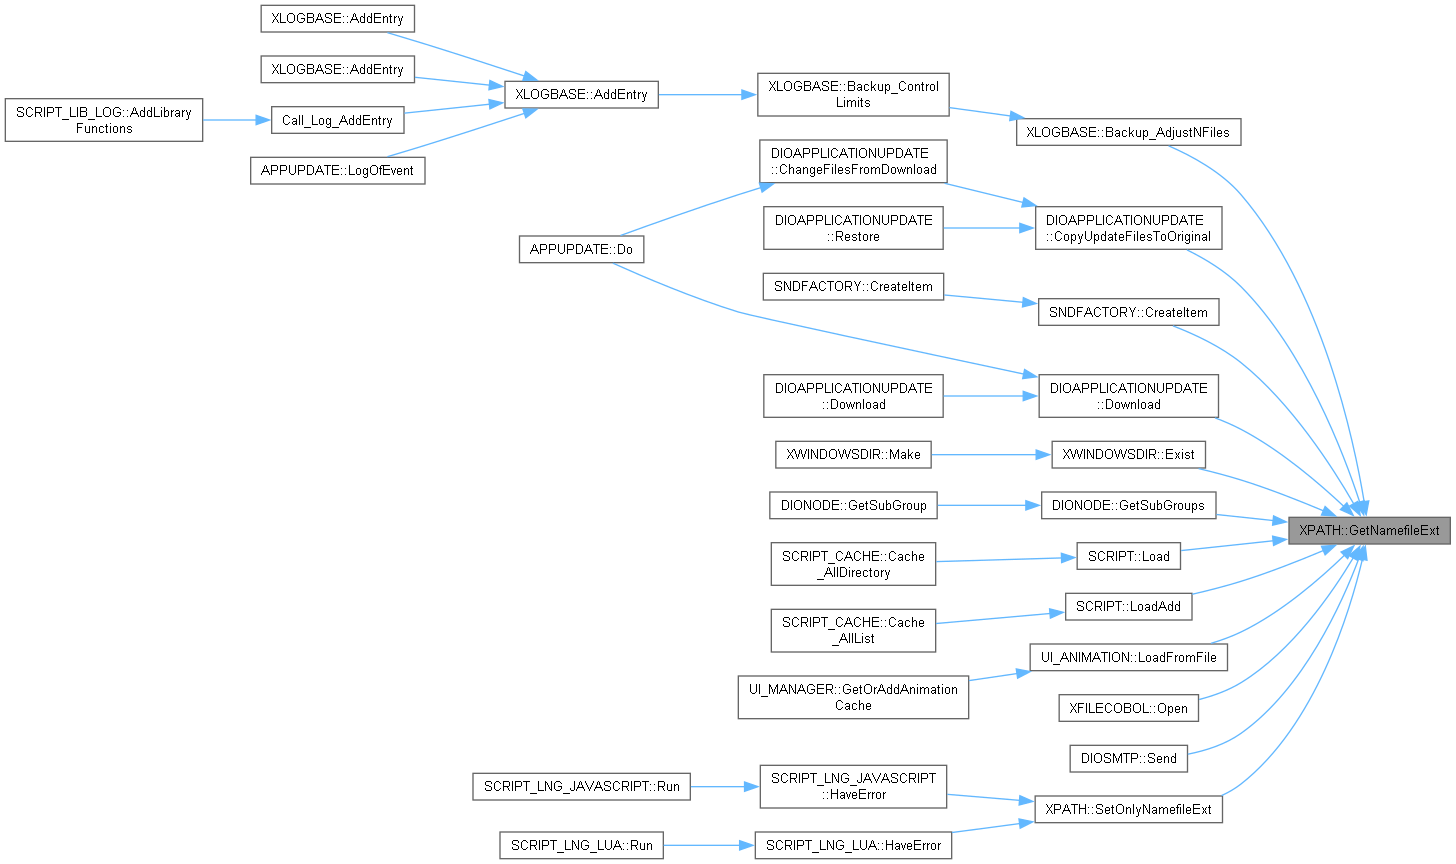 XLOGBASE::AddEntry
XLOGBASE::AddEntry
SCRIPT_LIB_LOG::AddLibrary
Functions
Call_Log_AddEntry
APPUPDATE::LogOfEvent
XLOGBASE::AddEntry
XLOGBASE::Backup_Control
Limits
XLOGBASE::Backup_AdjustNFiles
DIOAPPLICATIONUPDATE
::ChangeFilesFromDownload
DIOAPPLICATIONUPDATE
::Restore
DIOAPPLICATIONUPDATE
::CopyUpdateFilesToOriginal
APPUPDATE::Do
SNDFACTORY::CreateItem
SNDFACTORY::CreateItem
DIOAPPLICATIONUPDATE
::Download
DIOAPPLICATIONUPDATE
::Download
XWINDOWSDIR::Make
XWINDOWSDIR::Exist
DIONODE::GetSubGroup
DIONODE::GetSubGroups
XPATH::GetNamefileExt
SCRIPT_CACHE::Cache
_AllDirectory
SCRIPT::Load
SCRIPT_CACHE::Cache
_AllList
SCRIPT::LoadAdd
UI_MANAGER::GetOrAddAnimation
Cache
UI_ANIMATION::LoadFromFile
XFILECOBOL::Open
DIOSMTP::Send
SCRIPT_LNG_JAVASCRIPT::Run
SCRIPT_LNG_JAVASCRIPT
::HaveError
XPATH::SetOnlyNamefileExt
SCRIPT_LNG_LUA::Run
SCRIPT_LNG_LUA::HaveError